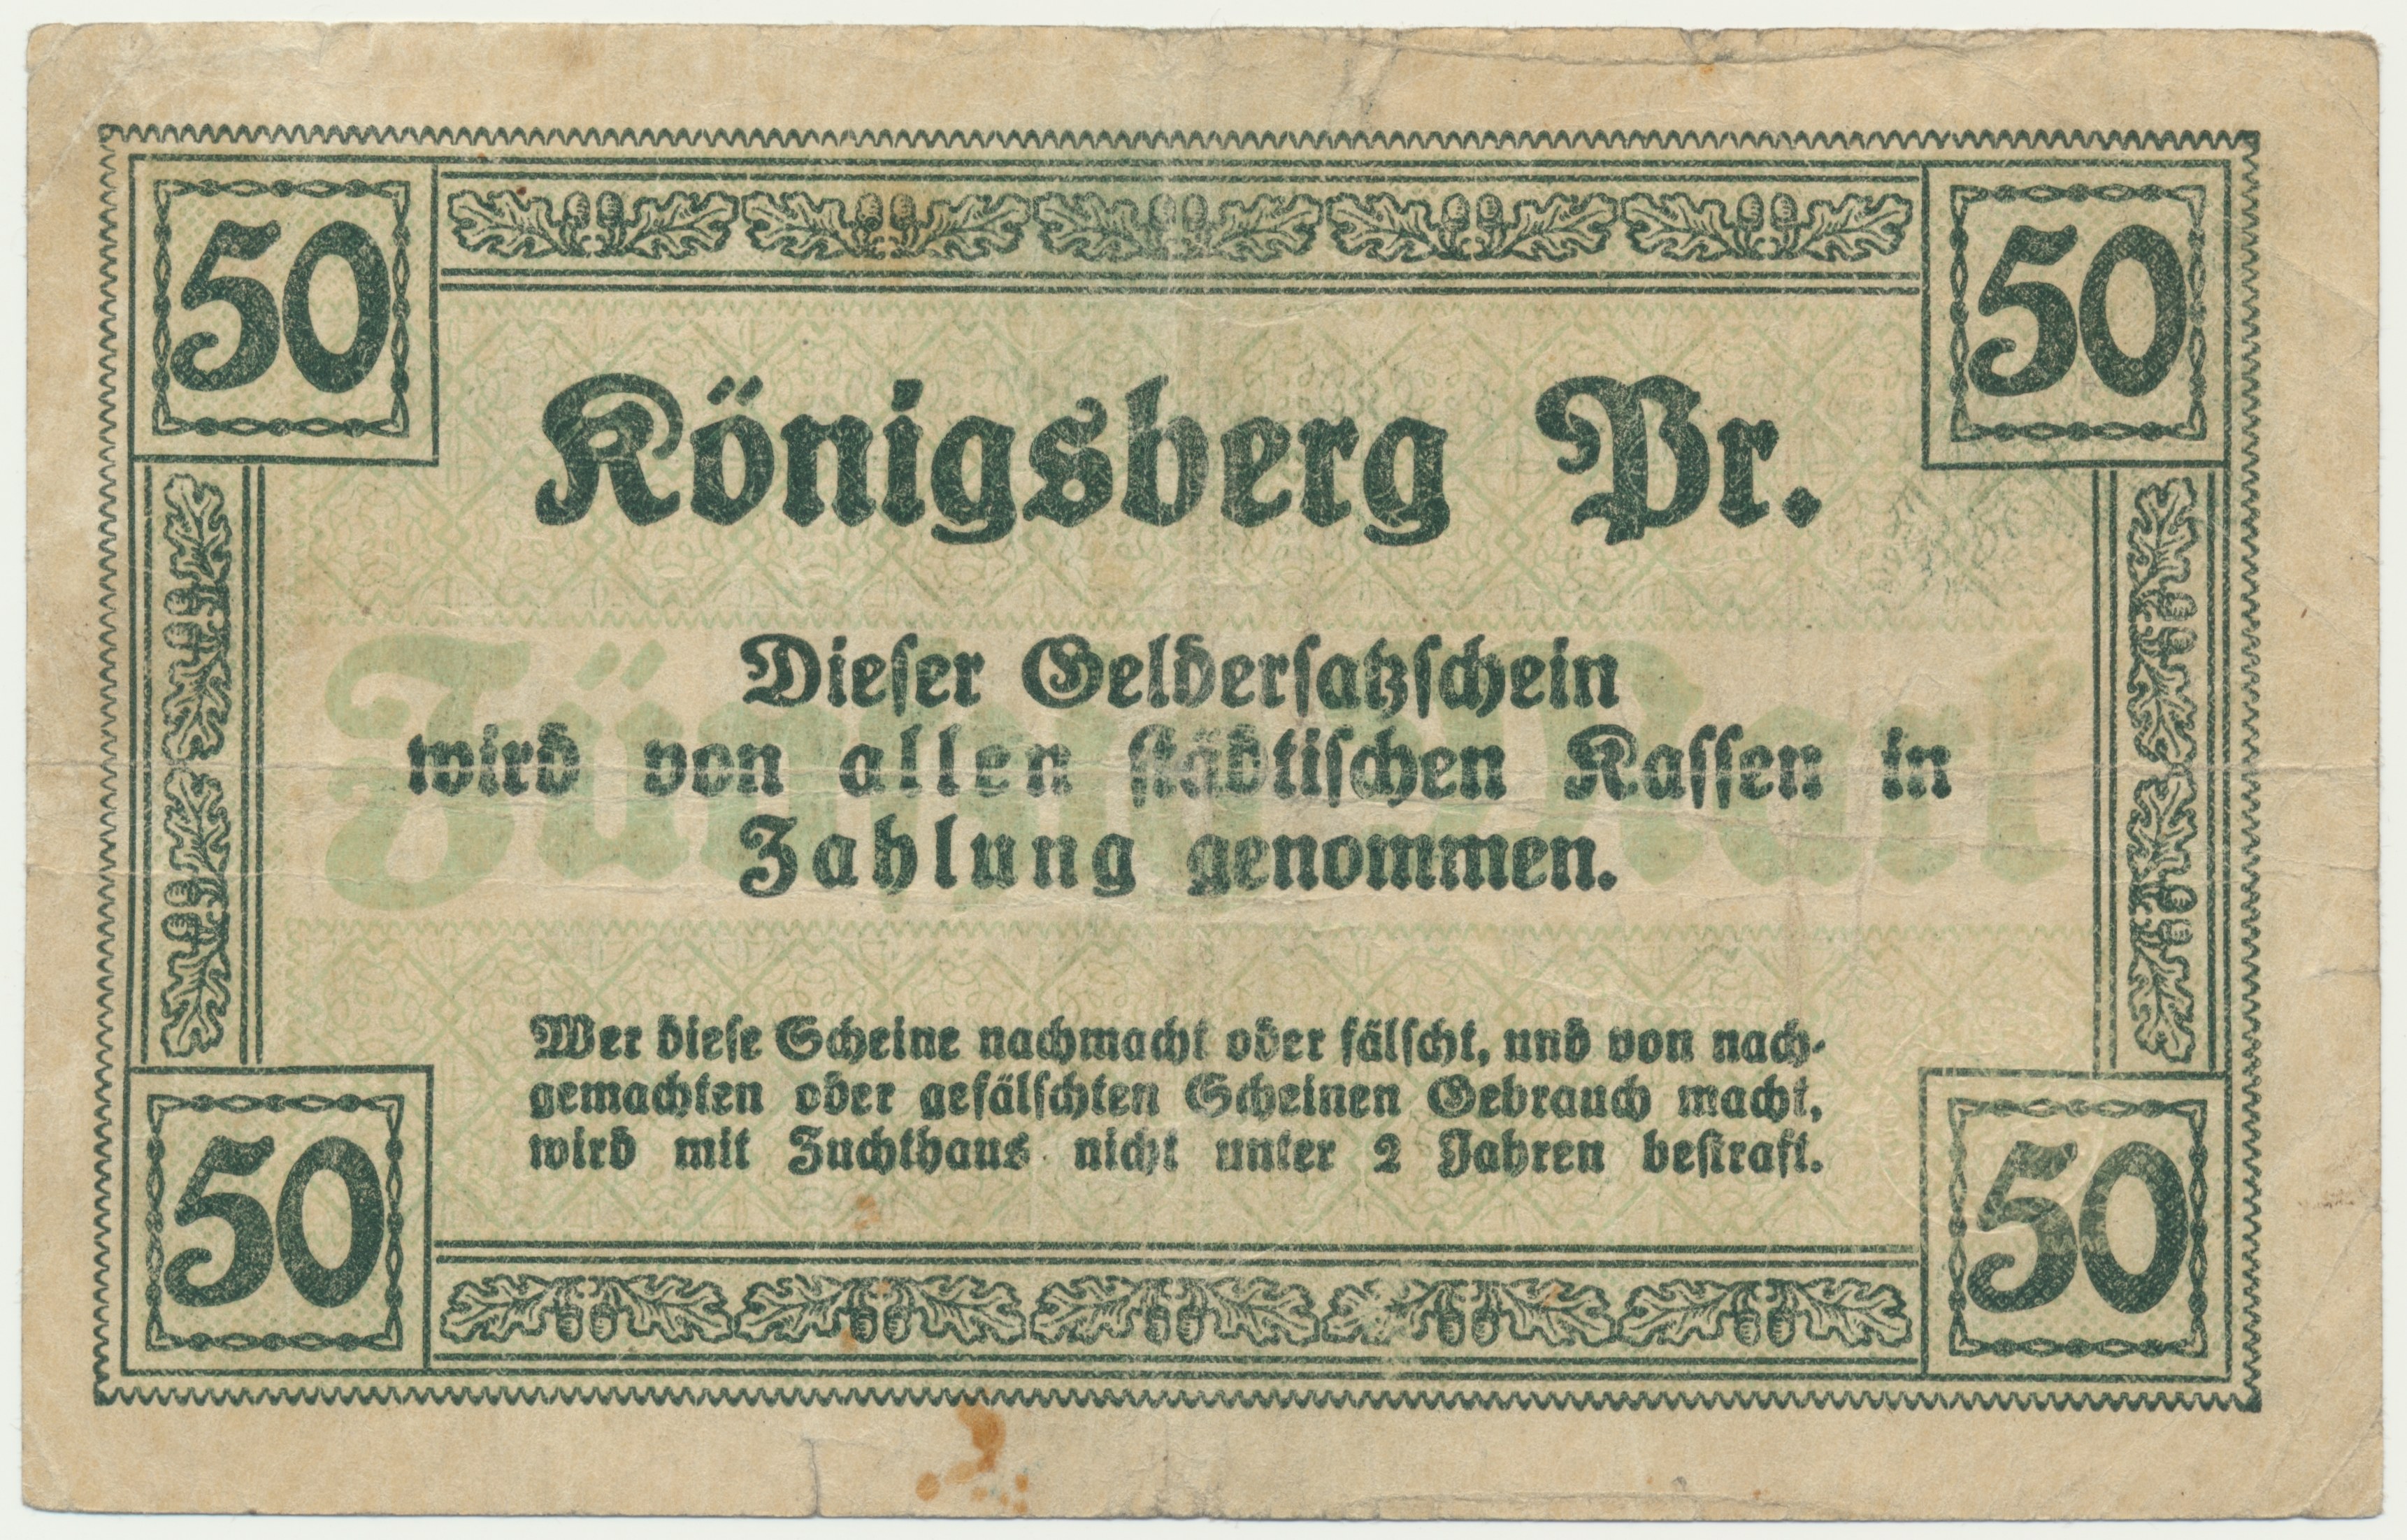 50 50
Königsberg Pr.
Fünfzig Mark
Dieser Geldersatzschein
wird von allen städtischen Kassen in
Zahlung genommen.
Wer diese Scheine nachmacht oder fälscht, und von nach-
gemachten oder gefälschten Scheinen Gebrauch macht,
wird mit Zuchthaus nicht unter 2 Jahren bestraft.
50 50